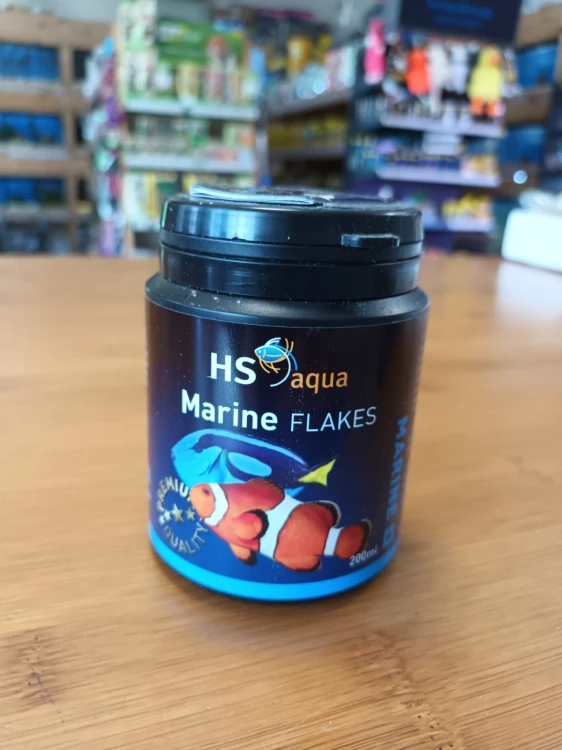 HS aqua
Marine FLAKES
PREMIUM
QUALITY
200ml
MARINE